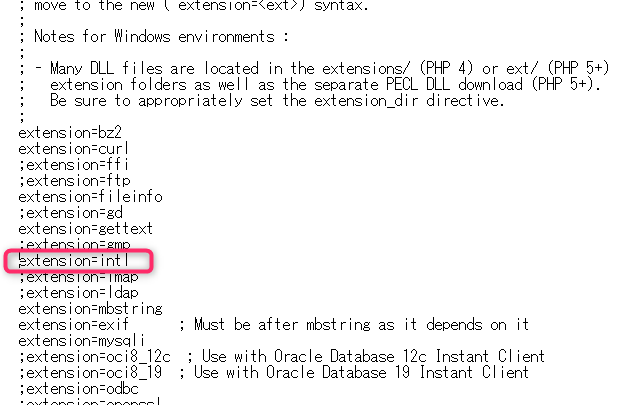 ; move to the new ( extension=<ext>) syntax.
;
; Notes for Windows environments :
;
; - Many DLL files are located in the extensions/ (PHP 4) or ext/ (PHP 5+)
;   extension folders as well as the separate PECL DLL download (PHP 5+).
;   Be sure to appropriately set the extension_dir directive.
;
extension=bz2
extension=curl
;extension=ffi
;extension=ftp
extension=fileinfo
;extension=gd
extension=gettext
;extension=gmp
extension=intl
;extension=imap
;extension=ldap
extension=mbstring
extension=exif      ; Must be after mbstring as it depends on it
extension=mysqli
;extension=oci8_12c  ; Use with Oracle Database 12c Instant Client
;extension=oci8_19  ; Use with Oracle Database 19 Instant Client
;extension=odbc
;extension=openssl